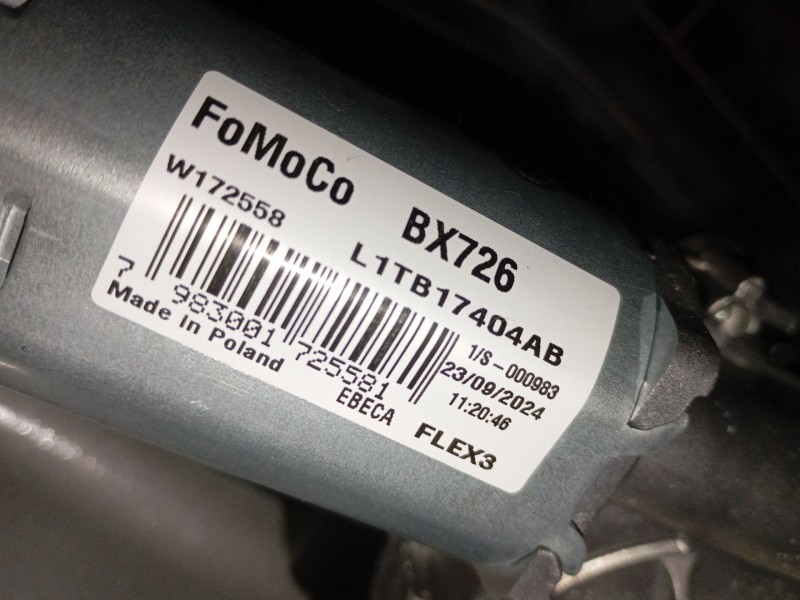 FoMoCo BX726
W172558 L1TB17404AB
7 983001 725581 1/S-000983
Made in Poland 23/09/2024
EBECA 11:20:46
FLEX3